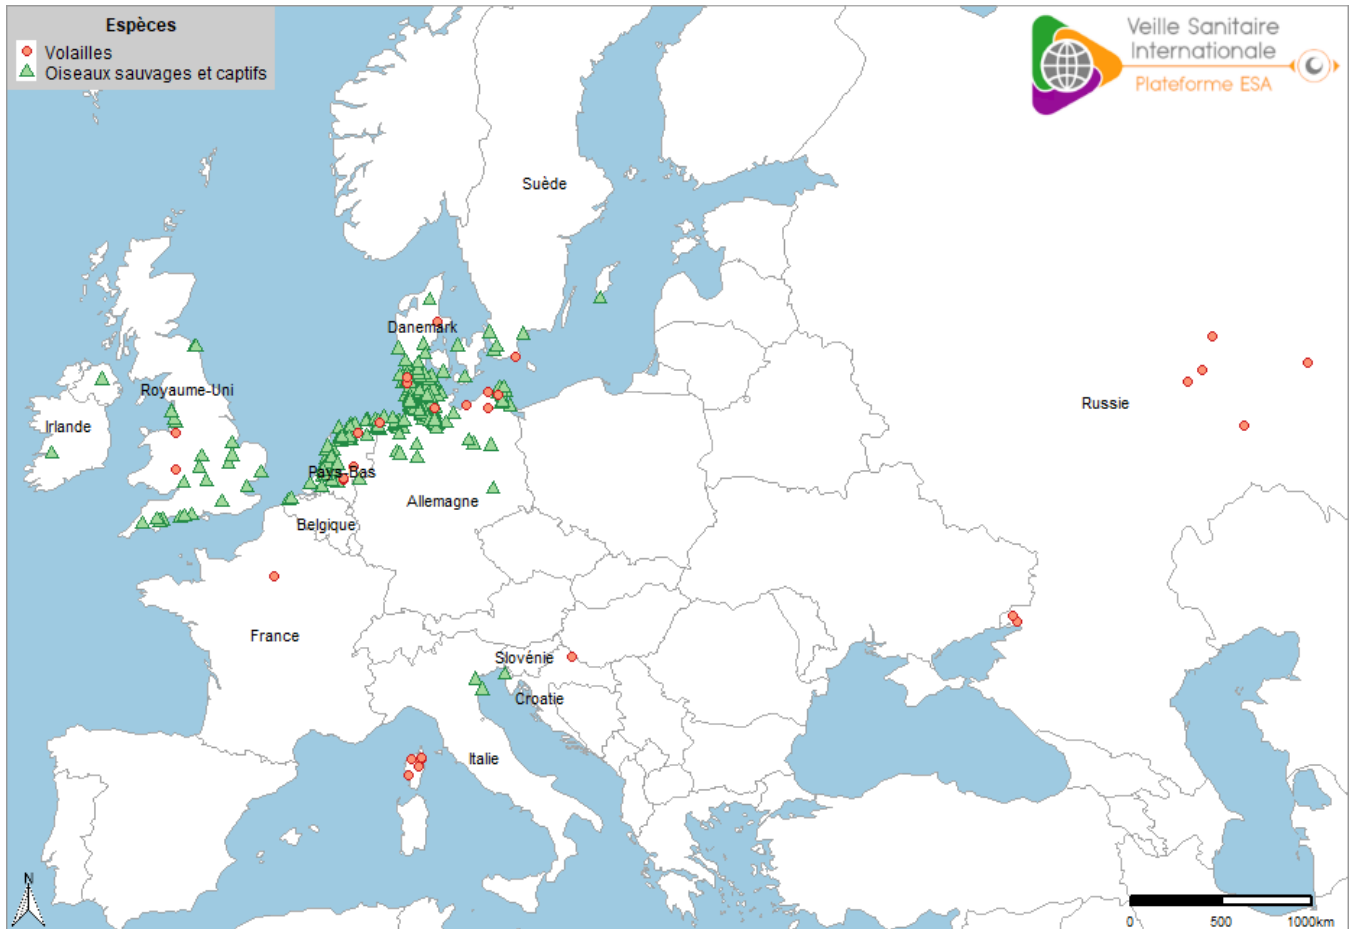 Espèces
Volailles
Oiseaux sauvages et captifs
Veille Sanitaire
Internationale
Plateforme ESA
Suède
Danemark
Royaume-Uni
Irlande
Russie
Pays-Bas
Allemagne
Belgique
France
Slovénie
Croatie
Italie
N
0 500 1000km